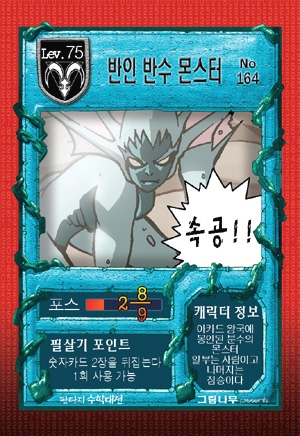 Lev. 75
반인 반수 몬스터
No
164
속공!!
포스
2 8/9
필살기 포인트
숫자카드 2장을 뒤집는다
1회 사용 가능
캐릭터 정보
이카드 왕국에
봉인된 분수의
몬스터
일부는 사람이고
나머지는
짐승이다
판타지 수학대전
그림나무